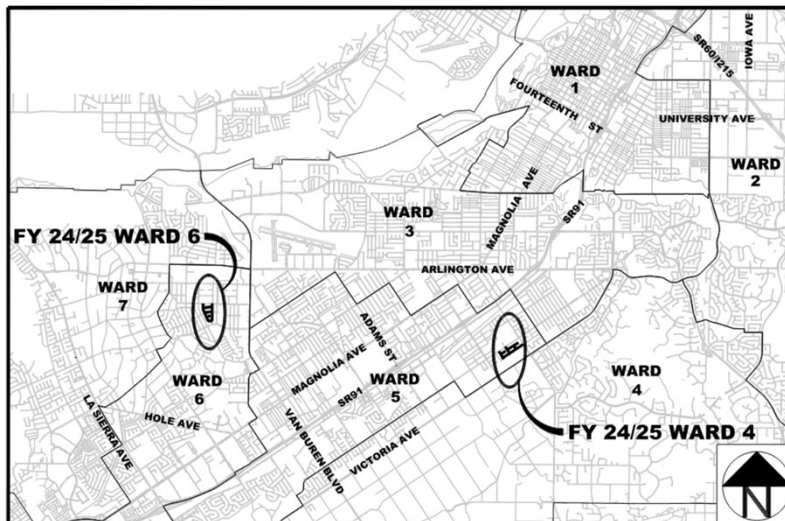 SR60/I215
IOWA AVE
WARD
1
FOURTEENTH ST
UNIVERSITY AVE
WARD
2
MAGNOLIA AVE
WARD
3
SR91
FY 24/25 WARD 6
ARLINGTON AVE
WARD
7
ADAMS ST
MAGNOLIA AVE
WARD
4
WARD
6
SR91
WARD
5
LA SIERRA AVE
HOLE AVE
VAN BUREN BLVD
VICTORIA AVE
FY 24/25 WARD 4
N